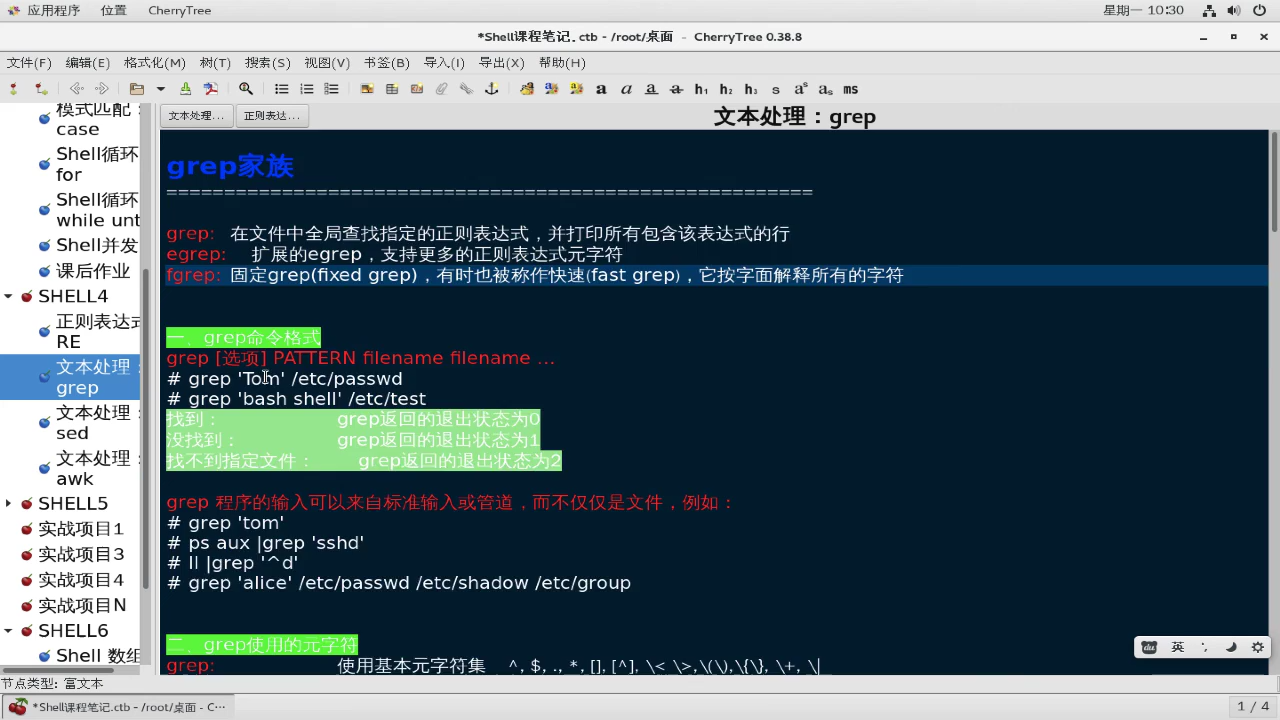 应用程序 位置 CherryTree 星期一 10:30
*Shell课程笔记.ctb - /root/桌面 - CherryTree 0.38.8
文件(F) 编辑(E) 格式化(M) 树(T) 搜索(S) 视图(V) 书签(B) 导入(I) 导出(X) 帮助(H)
a a a a h1 h2 h3 s aˢ aₛ ms
模式匹配：
case
Shell循环
for
Shell循环
while unt
Shell并发
课后作业
SHELL4
正则表达式
RE
文本处理：
grep
文本处理：
sed
文本处理：
awk
SHELL5
实战项目1
实战项目3
实战项目4
实战项目N
SHELL6
Shell 数组
文本处理... 正则表达... 文本处理：grep
grep家族
========================================================
grep: 在文件中全局查找指定的正则表达式，并打印所有包含该表达式的行
egrep: 扩展的egrep，支持更多的正则表达式元字符
fgrep: 固定grep(fixed grep)，有时也被称作快速(fast grep)，它按字面解释所有的字符
一、grep命令格式
grep [选项] PATTERN filename filename ...
# grep 'Tom' /etc/passwd
# grep 'bash shell' /etc/test
找到： grep返回的退出状态为0
没找到： grep返回的退出状态为1
找不到指定文件： grep返回的退出状态为2
grep 程序的输入可以来自标准输入或管道，而不仅仅是文件，例如：
# grep 'tom'
# ps aux |grep 'sshd'
# ll |grep '^d'
# grep 'alice' /etc/passwd /etc/shadow /etc/group
二、grep使用的元字符
grep: 使用基本元字符集 ^, $, ., *, [], [^], \< \>,\(\),\{\}, \+, \|
英
节点类型: 富文本
*Shell课程笔记.ctb - /root/桌面 - C… 1 / 4